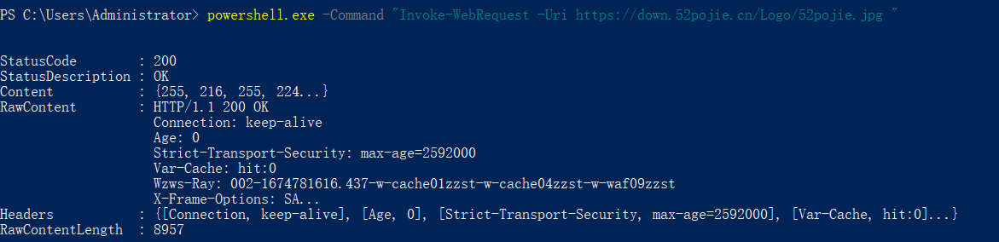 PS C:\Users\Administrator> powershell.exe -Command "Invoke-WebRequest -Uri https://down.52pojie.cn/Logo/52pojie.jpg "
StatusCode : 200
StatusDescription : OK
Content : {255, 216, 255, 224...}
RawContent : HTTP/1.1 200 OK
Connection: keep-alive
Age: 0
Strict-Transport-Security: max-age=2592000
Var-Cache: hit:0
Wzws-Ray: 002-1674781616.437-w-cache01zzst-w-cache04zzst-w-waf09zzst
X-Frame-Options: SA...
Headers : {[Connection, keep-alive], [Age, 0], [Strict-Transport-Security, max-age=2592000], [Var-Cache, hit:0]...}
RawContentLength : 8957